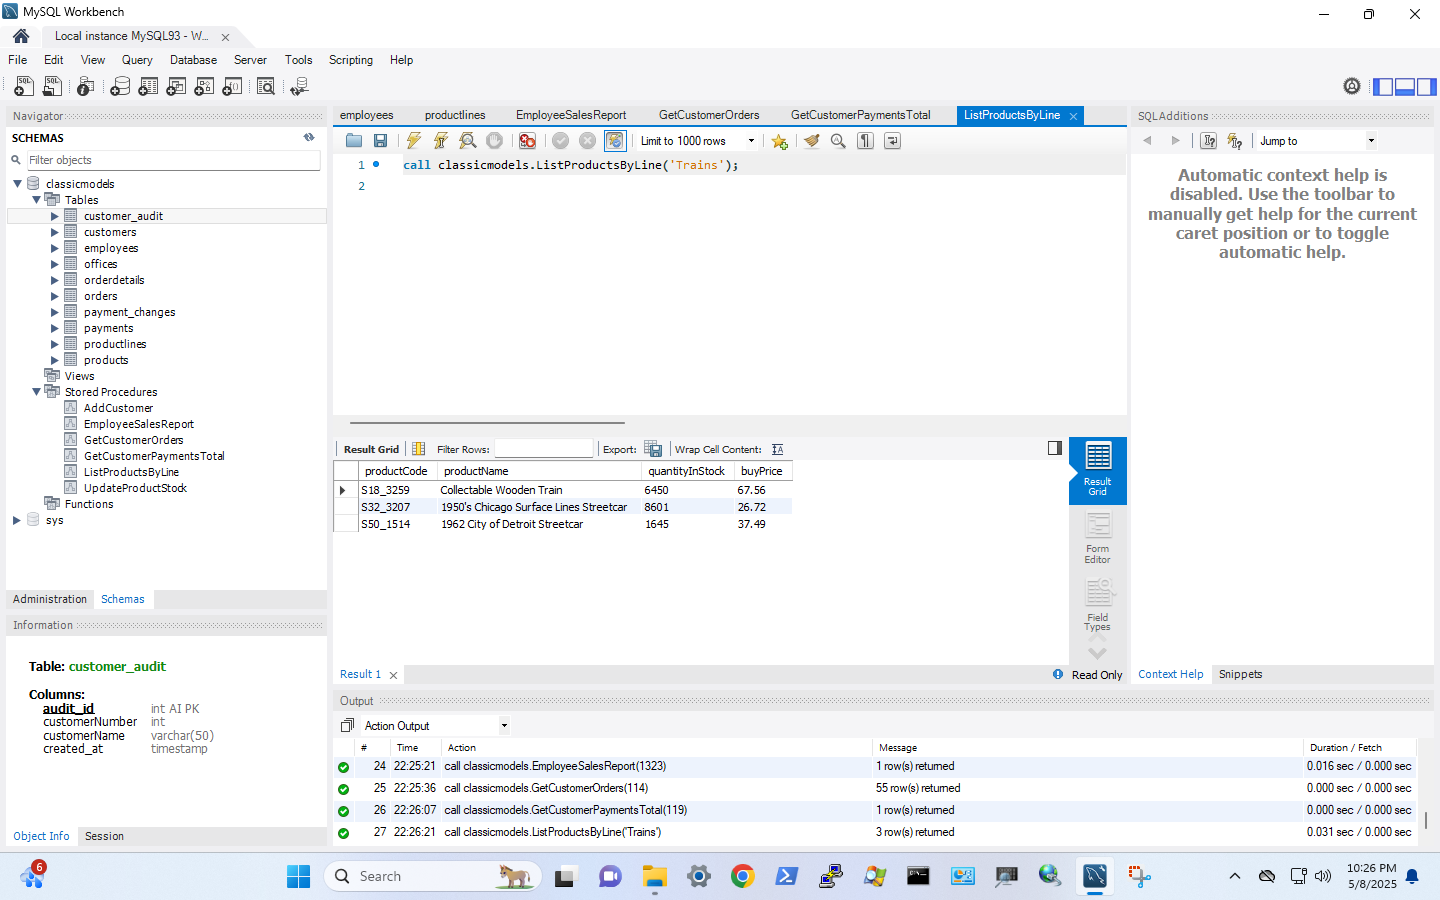 MySQL Workbench
Local instance MySQL93 - W...
File Edit View Query Database Server Tools Scripting Help
Navigator
SCHEMAS
Filter objects
classicmodels
Tables
customer_audit
customers
employees
offices
orderdetails
orders
payment_changes
payments
productlines
products
Views
Stored Procedures
AddCustomer
EmployeeSalesReport
GetCustomerOrders
GetCustomerPaymentsTotal
ListProductsByLine
UpdateProductStock
Functions
sys
Administration Schemas
Information
Table: customer_audit
Columns:
audit_id int AI PK
customerNumber int
customerName varchar(50)
created_at timestamp
Object Info Session
employees productlines EmployeeSalesReport GetCustomerOrders GetCustomerPaymentsTotal ListProductsByLine
Limit to 1000 rows
1 call classicmodels.ListProductsByLine('Trains');
2
Result Grid Filter Rows: Export: Wrap Cell Content:
productCode productName quantityInStock buyPrice
S18_3259 Collectable Wooden Train 6450 67.56
S32_3207 1950's Chicago Surface Lines Streetcar 8601 26.72
S50_1514 1962 City of Detroit Streetcar 1645 37.49
Result Grid
Form Editor
Field Types
Result 1 Read Only
SQLAdditions
Jump to
Automatic context help is
disabled. Use the toolbar to
manually get help for the current
caret position or to toggle
automatic help.
Context Help Snippets
Output
Action Output
# Time Action Message Duration / Fetch
24 22:25:21 call classicmodels.EmployeeSalesReport(1323) 1 row(s) returned 0.016 sec / 0.000 sec
25 22:25:36 call classicmodels.GetCustomerOrders(114) 55 row(s) returned 0.000 sec / 0.000 sec
26 22:26:07 call classicmodels.GetCustomerPaymentsTotal(119) 1 row(s) returned 0.000 sec / 0.000 sec
27 22:26:21 call classicmodels.ListProductsByLine('Trains') 3 row(s) returned 0.031 sec / 0.000 sec
6
Search
10:26 PM
5/8/2025